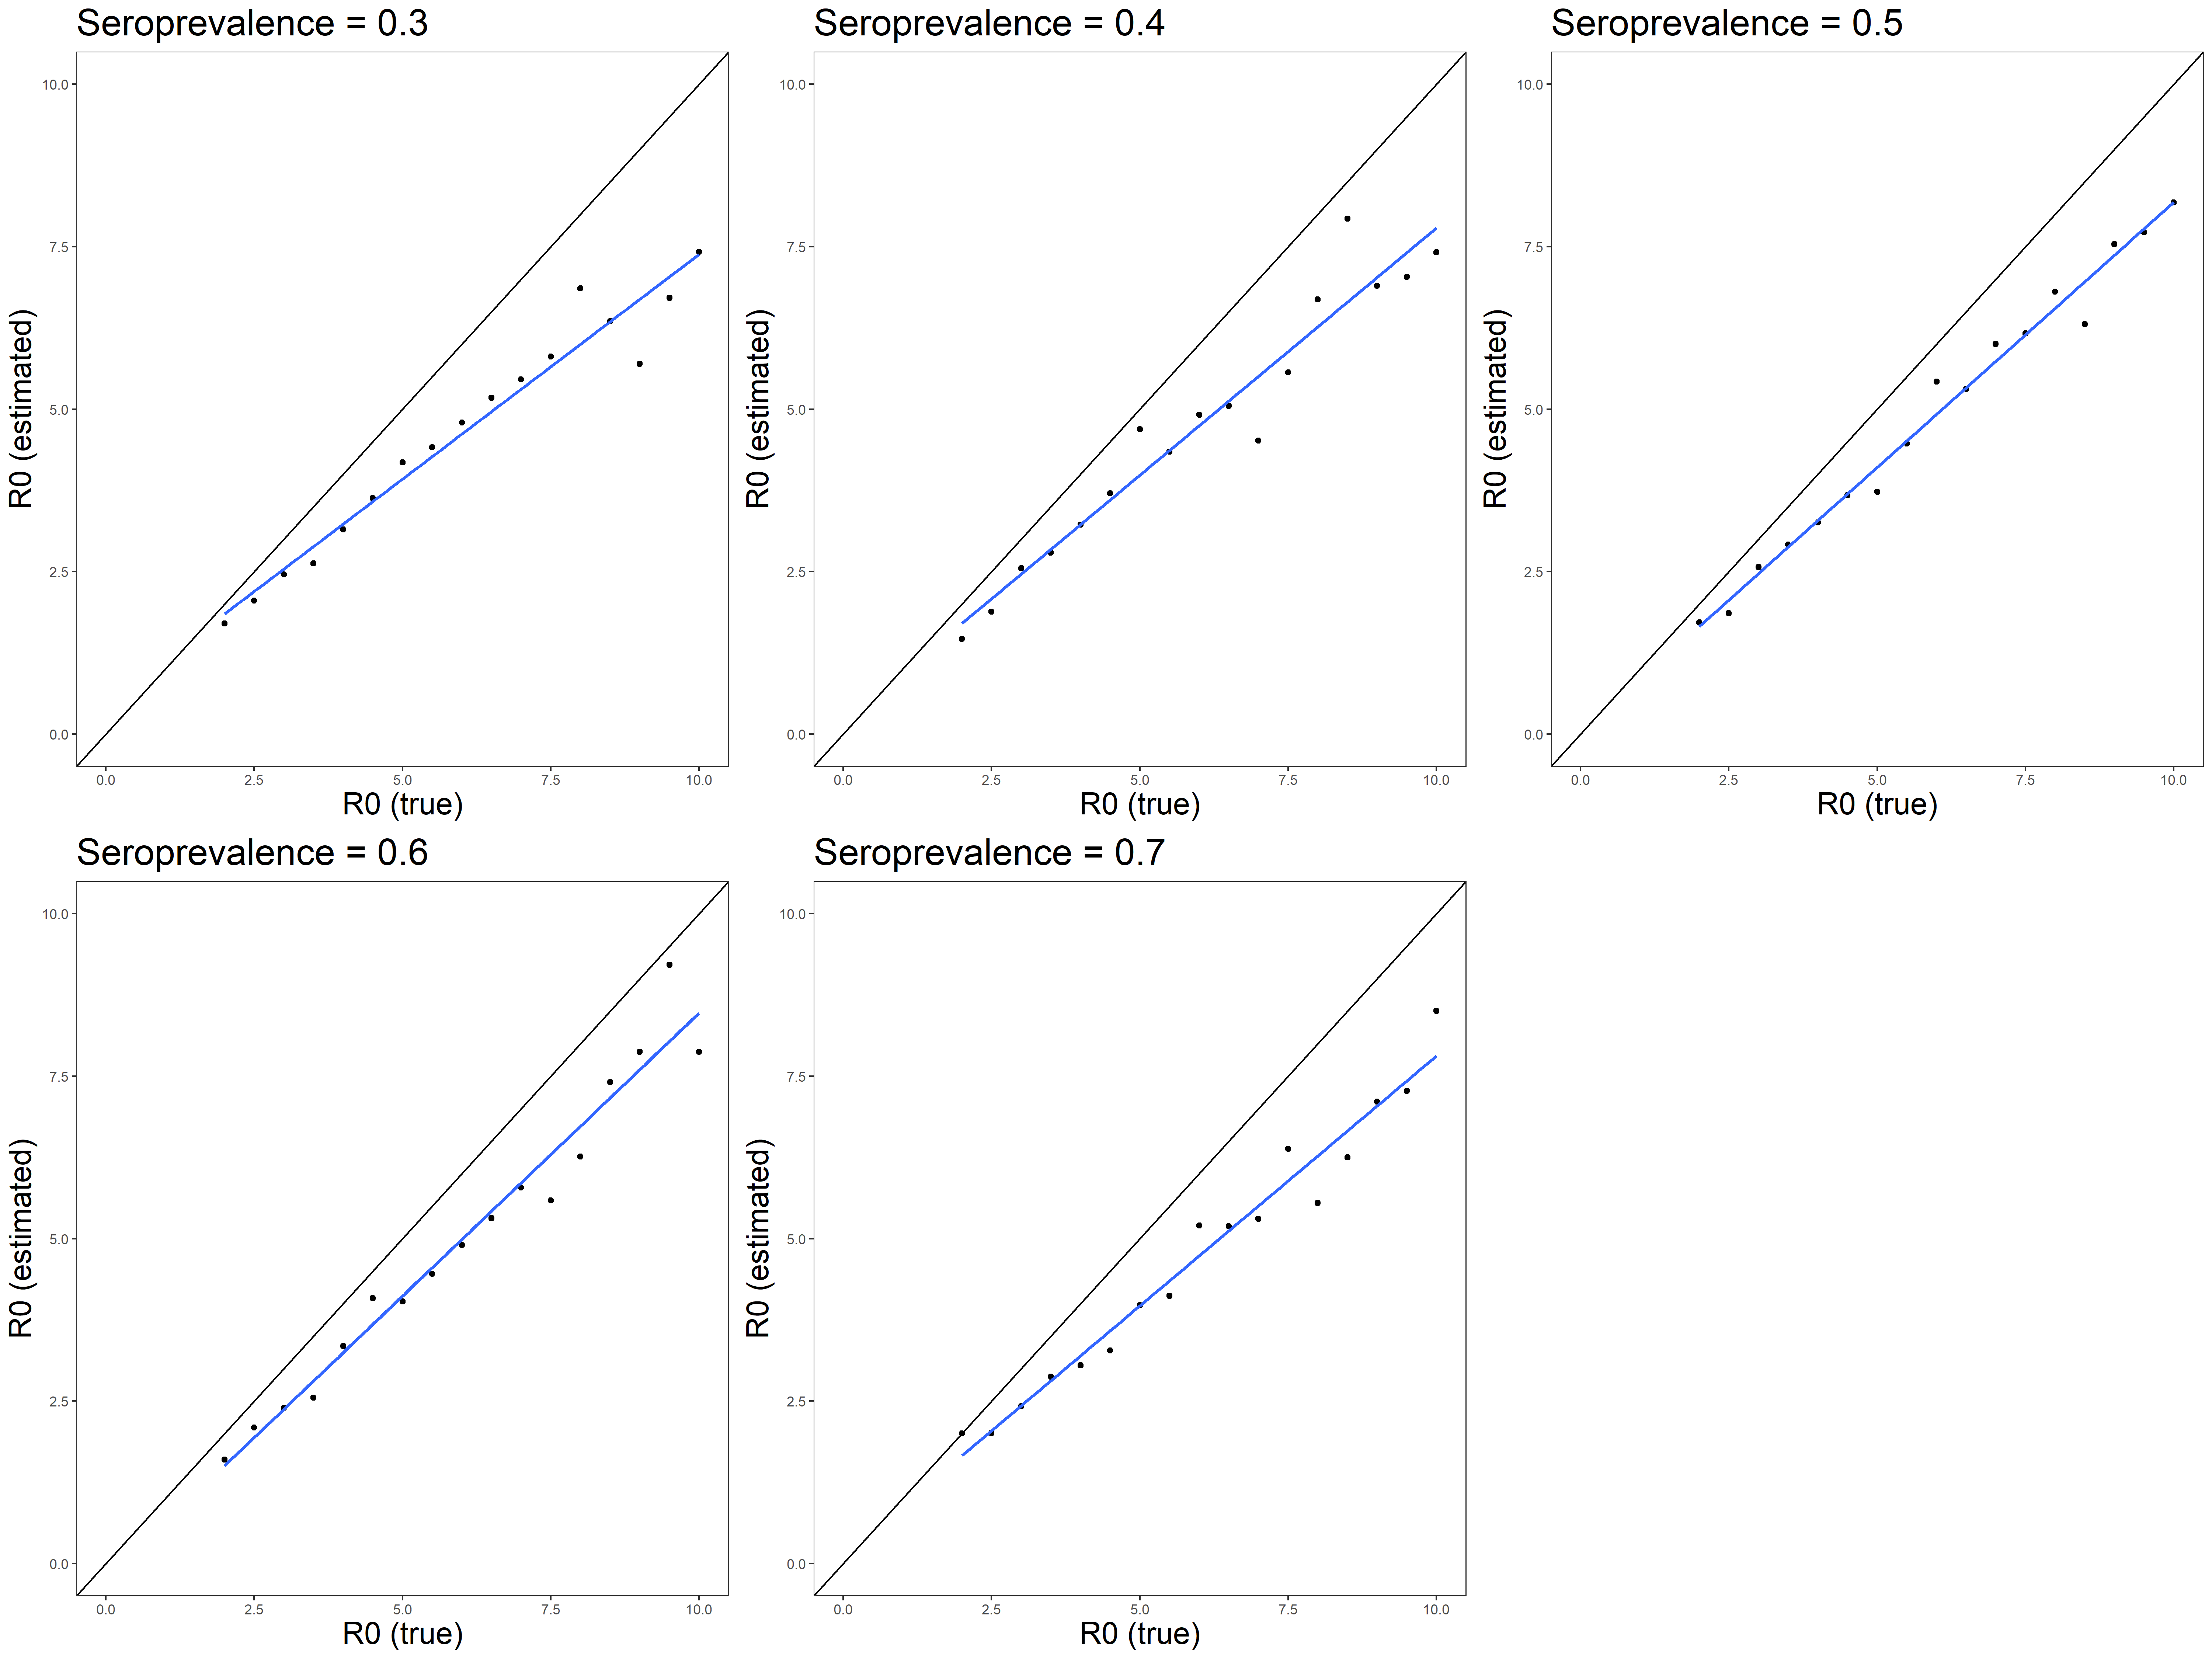 Seroprevalence = 0.3
R0 (estimated)
10.0
7.5
5.0
2.5
0.0
0.0 2.5 5.0 7.5 10.0
R0 (true)
Seroprevalence = 0.4
R0 (estimated)
10.0
7.5
5.0
2.5
0.0
0.0 2.5 5.0 7.5 10.0
R0 (true)
Seroprevalence = 0.5
R0 (estimated)
10.0
7.5
5.0
2.5
0.0
0.0 2.5 5.0 7.5 10.0
R0 (true)
Seroprevalence = 0.6
R0 (estimated)
10.0
7.5
5.0
2.5
0.0
0.0 2.5 5.0 7.5 10.0
R0 (true)
Seroprevalence = 0.7
R0 (estimated)
10.0
7.5
5.0
2.5
0.0
0.0 2.5 5.0 7.5 10.0
R0 (true)